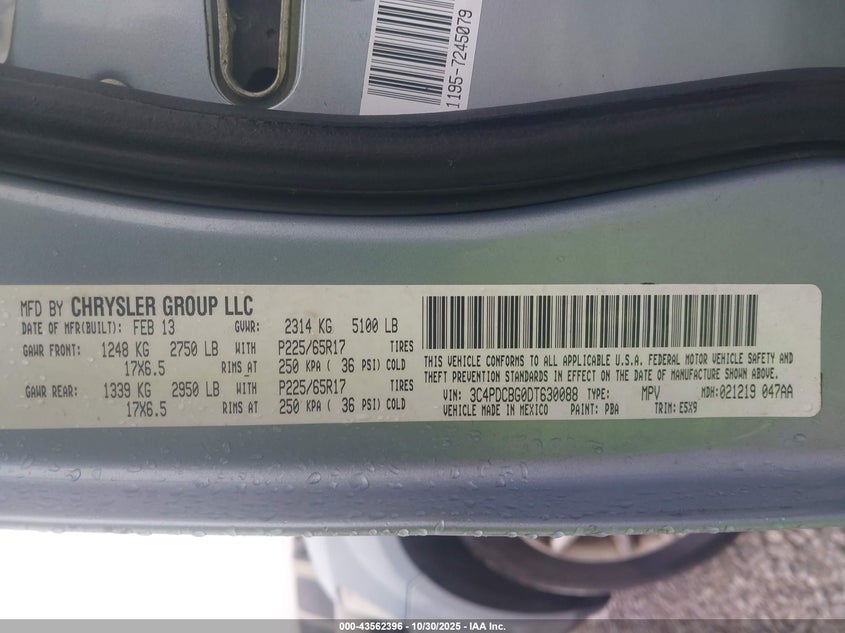 1195-7245079
MFD BY CHRYSLER GROUP LLC
DATE OF MFR(BUILT): FEB 13 GVWR: 2314 KG 5100 LB
GAWR FRONT: 1248 KG 2750 LB WITH P225/65R17 TIRES
17X6.5 RIMS AT 250 KPA ( 36 PSI) COLD
GAWR REAR: 1339 KG 2950 LB WITH P225/65R17 TIRES
17X6.5 RIMS AT 250 KPA ( 36 PSI) COLD
THIS VEHICLE CONFORMS TO ALL APPLICABLE U.S.A. FEDERAL MOTOR VEHICLE SAFETY AND
THEFT PREVENTION STANDARDS IN EFFECT ON THE DATE OF MANUFACTURE SHOWN ABOVE.
VIN: 3C4PDCBG0DT630088 TYPE: MPV MDH:021219 047AA
VEHICLE MADE IN MEXICO PAINT: PBA TRIM: E5X9
000-43562396 - 10/30/2025 - IAA Inc.